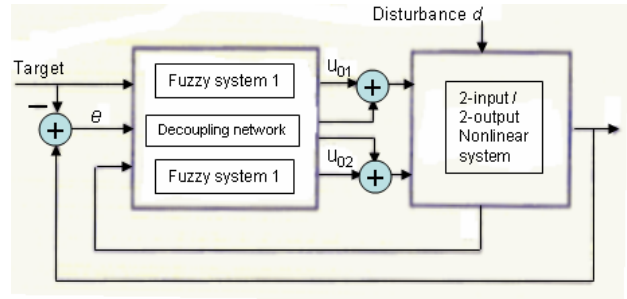 Disturbance d
Target
Fuzzy system 1
u01
−
+
e
Decoupling network
+
2-input /
2-output
Nonlinear
system
u02
Fuzzy system 1
+